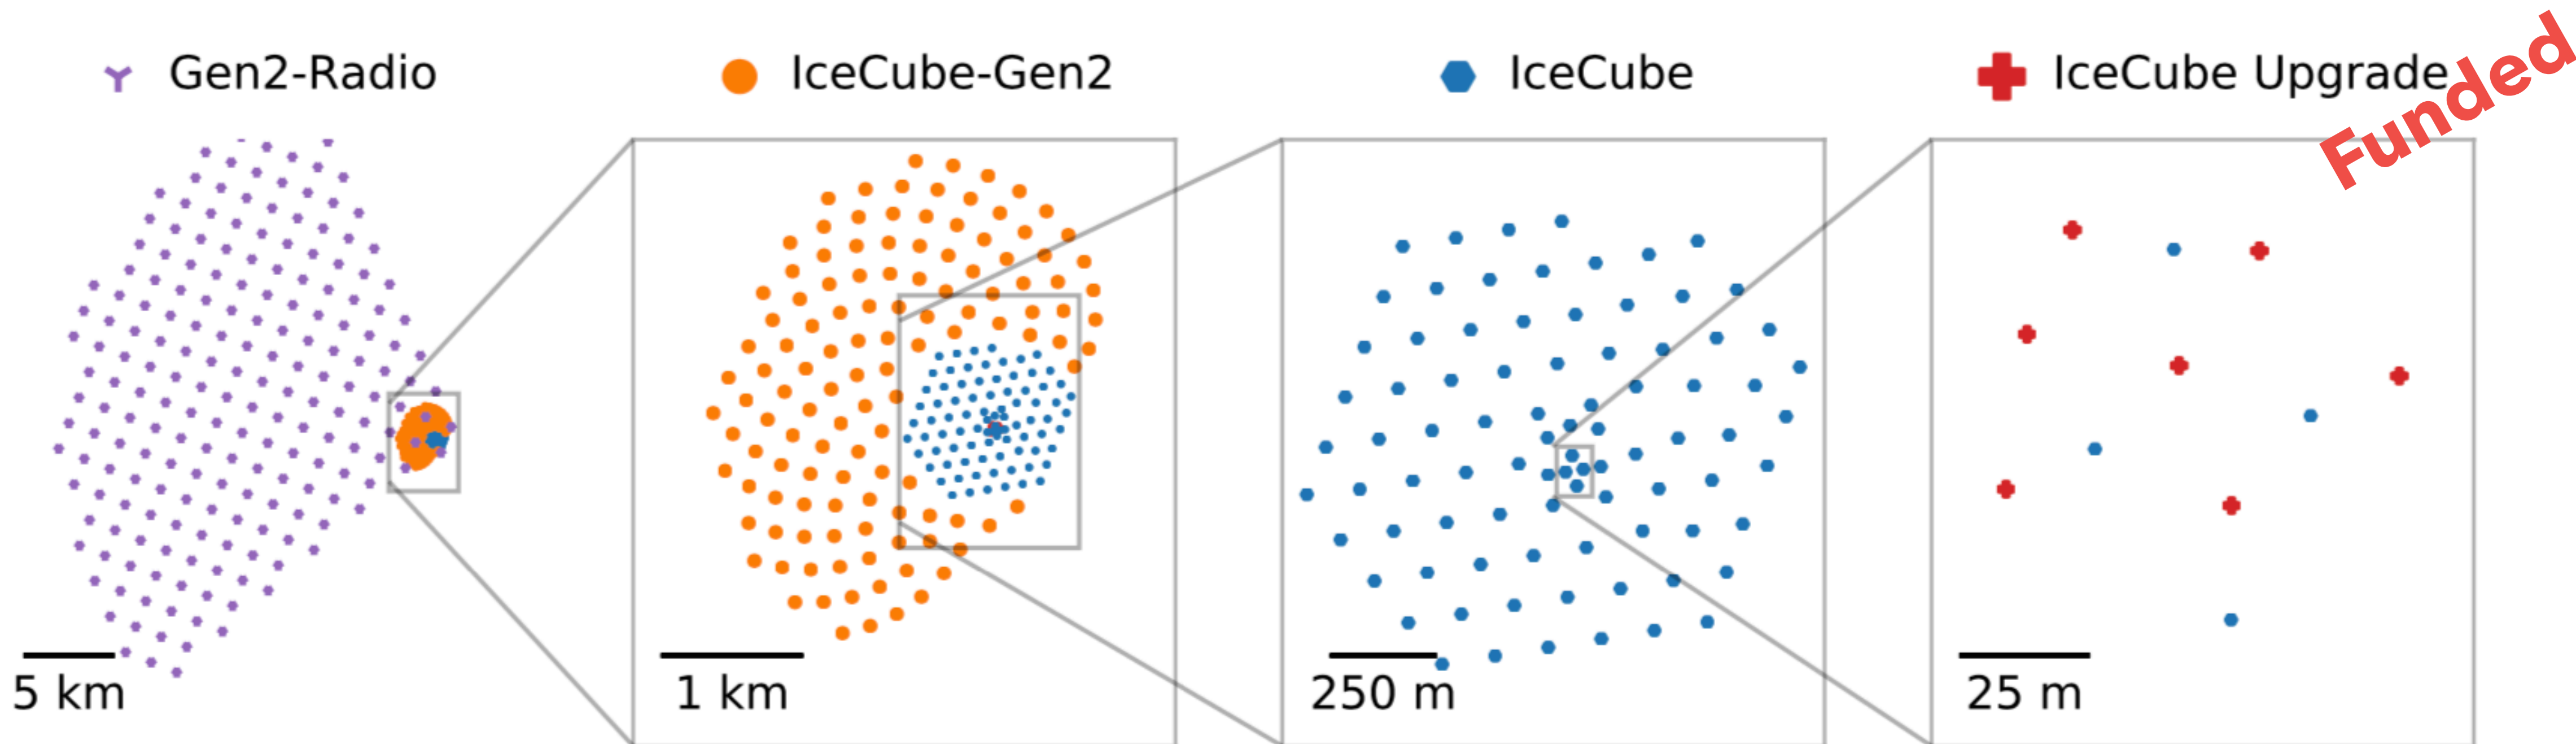 Gen2-Radio
IceCube-Gen2
IceCube
IceCube Upgrade
Funded
5 km
1 km
250 m
25 m